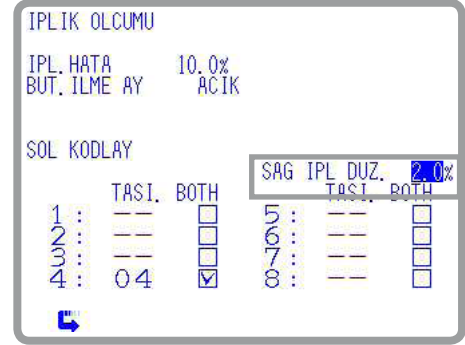 IPLIK OLCUMU
IPL. HATA 10.0%
BUT. ILME AY ACIK
SOL KODLAY
SAG IPL DUZ. 2.0%
TASI. BOTH TASI. BOTH
1 : -- 5 : --
2 : -- 6 : --
3 : -- 7 : --
4 : 04 8 : --